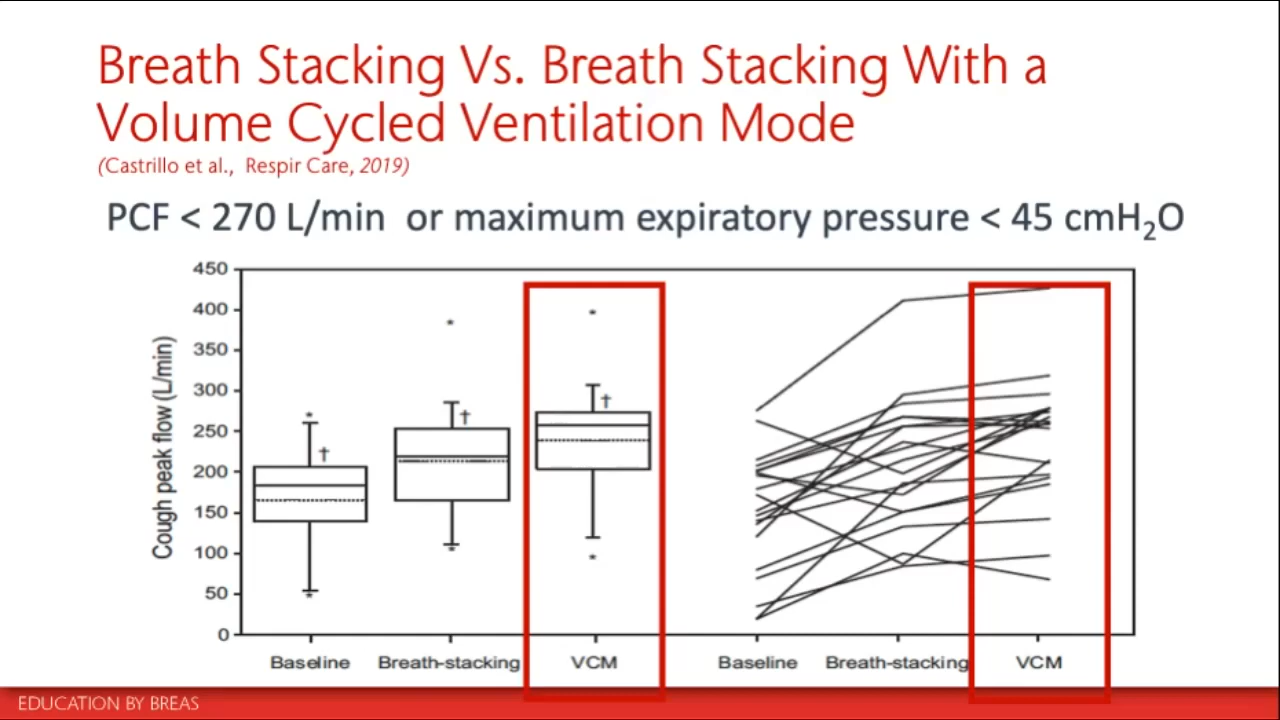 Breath Stacking Vs. Breath Stacking With a
Volume Cycled Ventilation Mode
(Castrillo et al., Respir Care, 2019)
PCF < 270 L/min or maximum expiratory pressure < 45 cmH₂O
Cough peak flow (L/min)
450
400
350
300
250
200
150
100
50
0
*
†
*
*
†
*
*
†
*
Baseline
Breath-stacking
VCM
Baseline
Breath-stacking
VCM
EDUCATION BY BREAS